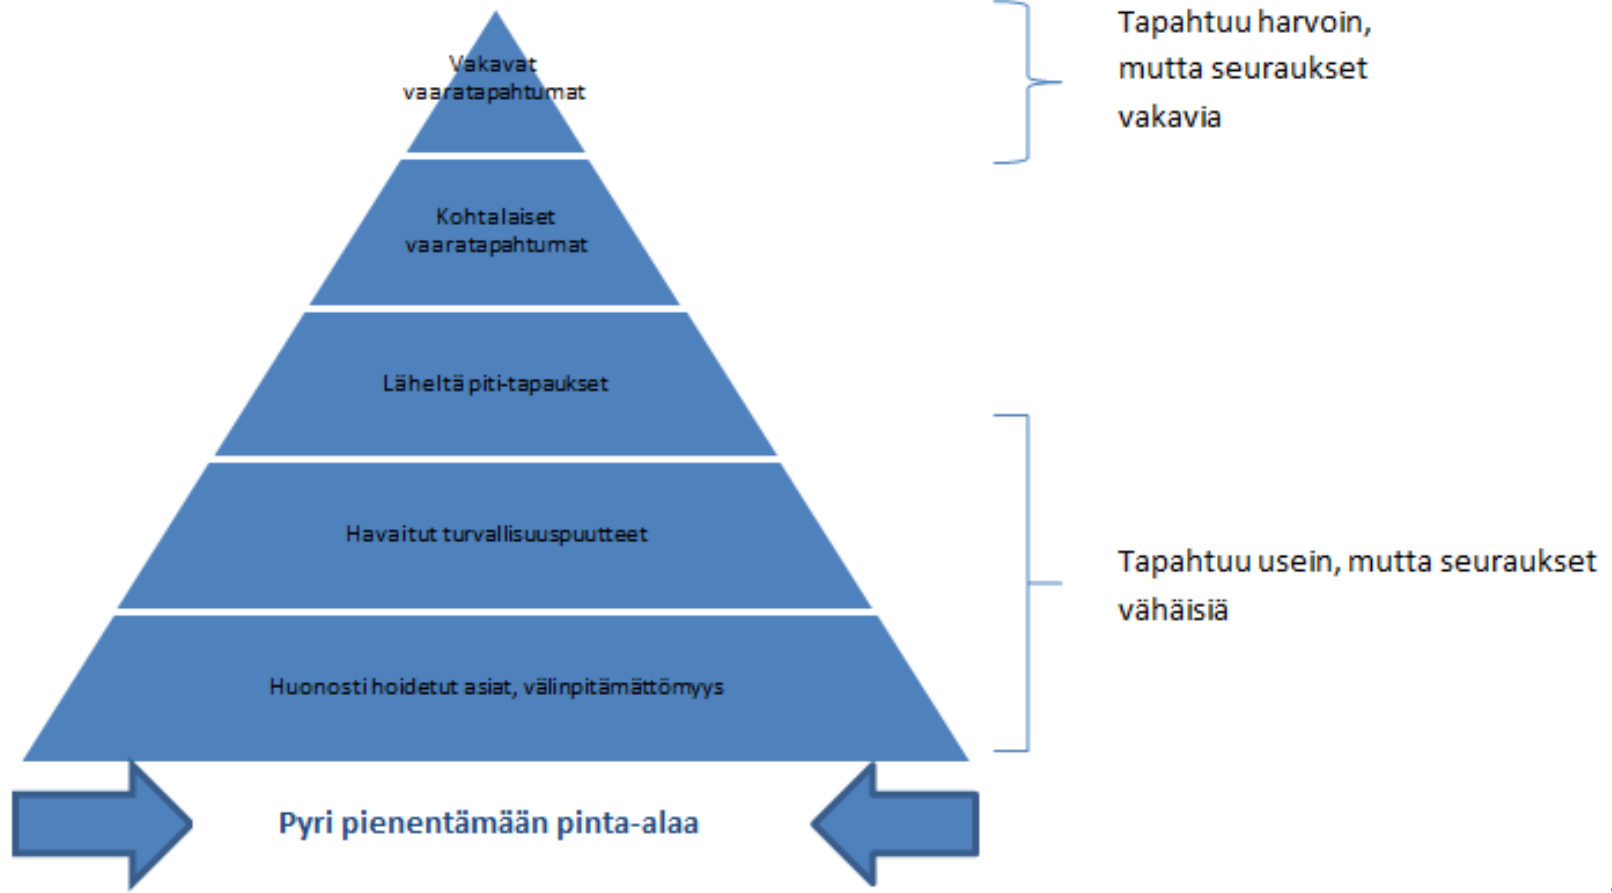 Vakavat
vaaratapahtumat
Tapahtuu harvoin,
mutta seuraukset
vakavia
Kohtalaiset
vaaratapahtumat
Läheltä piti-tapaukset
Havaitut turvallisuuspuutteet
Tapahtuu usein, mutta seuraukset
vähäisiä
Huonosti hoidetut asiat, välinpitämättömyys
Pyri pienentämään pinta-alaa